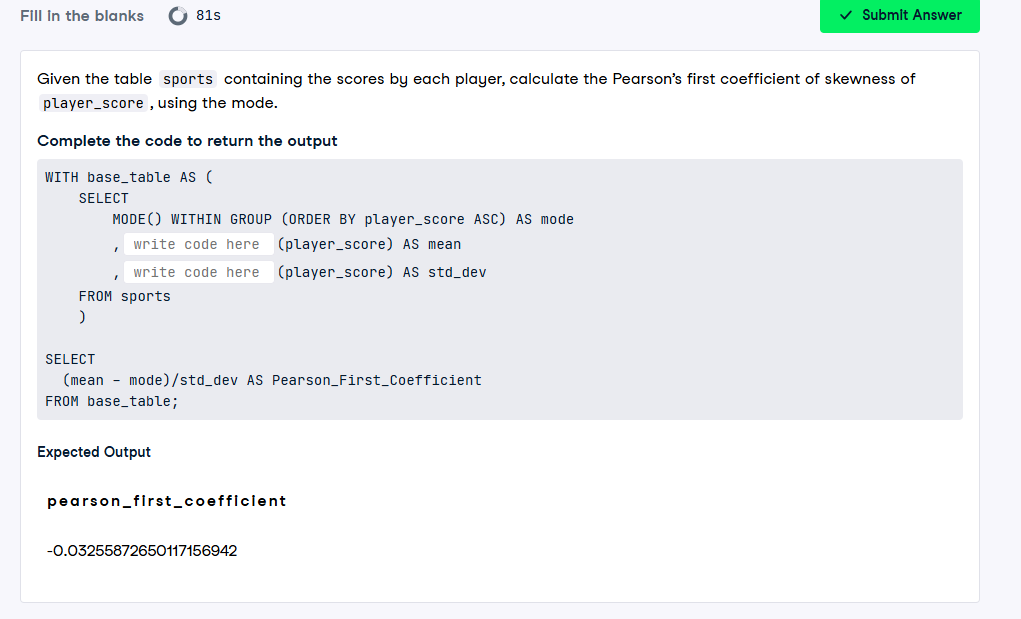 Fill in the blanks
81s
Submit Answer
Given the table sports containing the scores by each player, calculate the Pearson's first coefficient of skewness of
player_score , using the mode.
Complete the code to return the output
WITH base_table AS (
SELECT
MODE() WITHIN GROUP (ORDER BY player_score ASC) AS mode
, write code here (player_score) AS mean
, write code here (player_score) AS std_dev
FROM sports
)
SELECT
(mean – mode)/std_dev AS Pearson_First_Coefficient
FROM base_table;
Expected Output
pearson_first_coefficient
-0.03255872650117156942